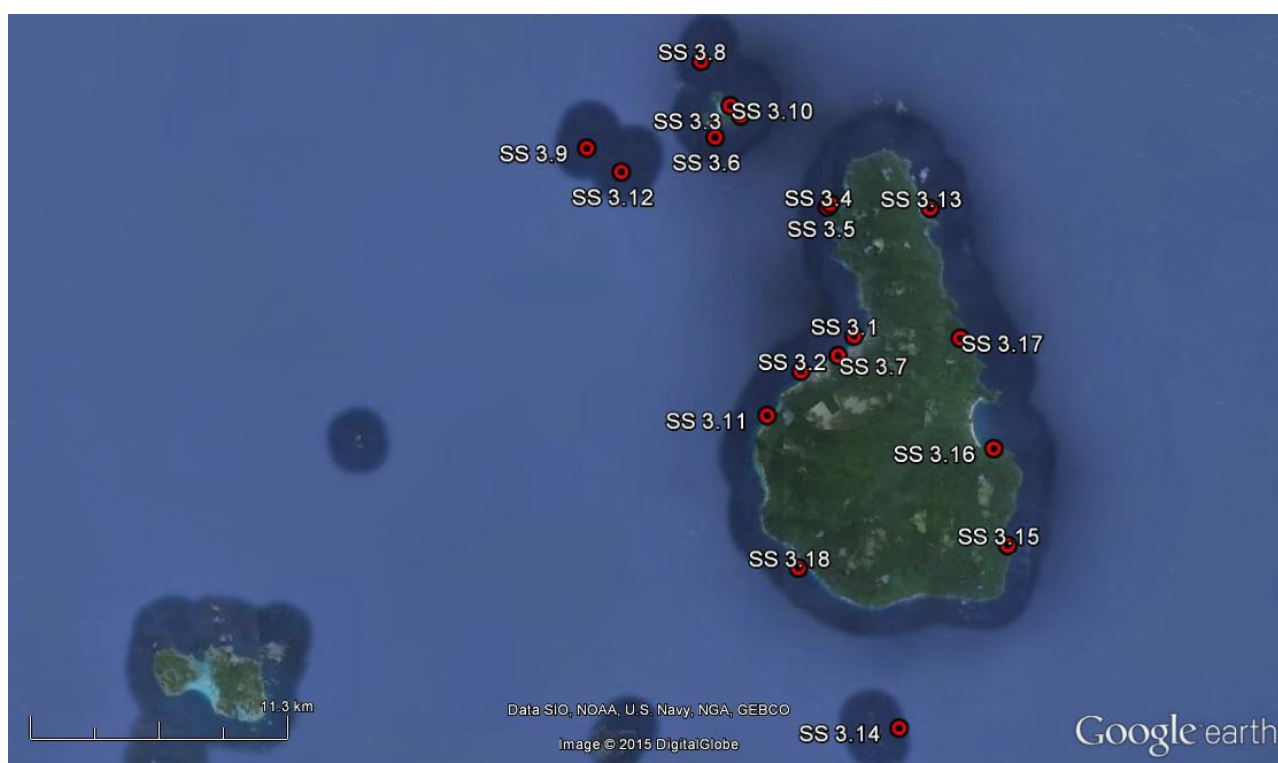 SS 3.8
SS 3.10
SS 3.3
SS 3.9
SS 3.6
SS 3.12
SS 3.4
SS 3.13
SS 3.5
SS 3.1
SS 3.17
SS 3.2
SS 3.7
SS 3.11
SS 3.16
SS 3.15
SS 3.18
11.3 km
Data SIO, NOAA, U.S. Navy, NGA, GEBCO
SS 3.14
Image © 2015 DigitalGlobe
Google earth